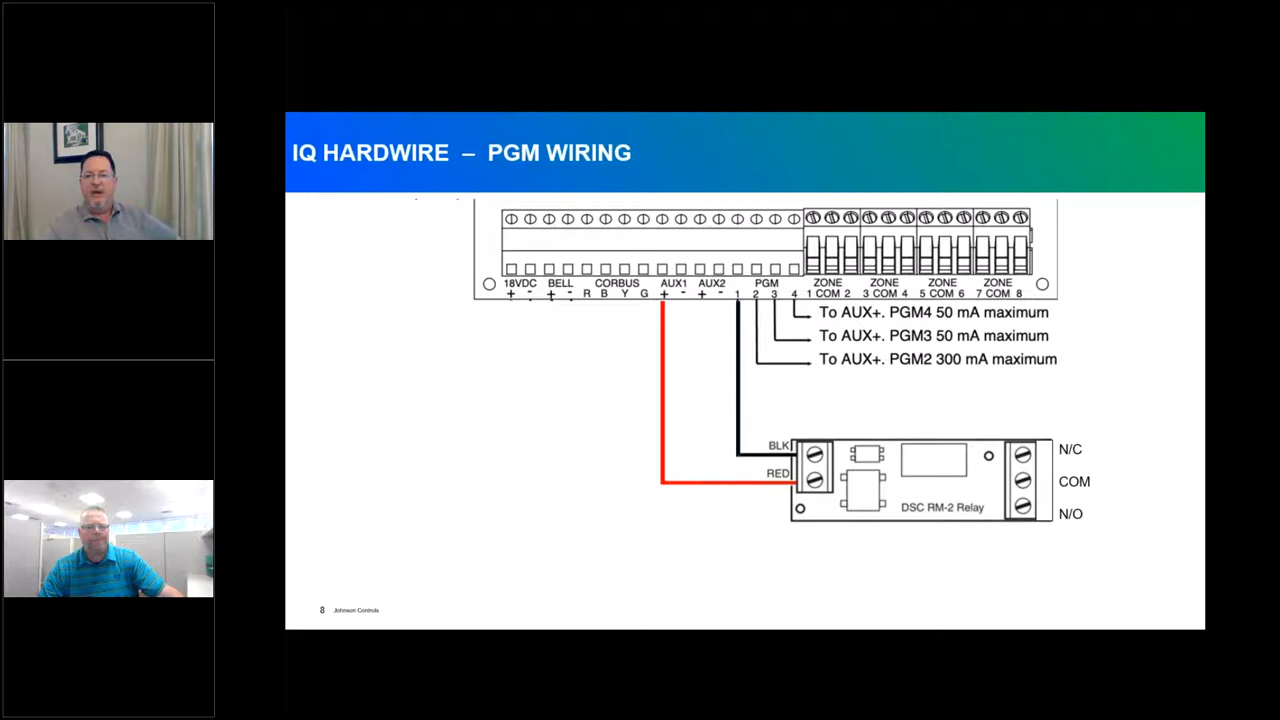 IQ HARDWIRE – PGM WIRING
18VDC BELL CORBUS AUX1 AUX2 PGM ZONE ZONE ZONE ZONE
+ - + - R B Y G + - + - 1 2 3 4 1 COM 2 3 COM 4 5 COM 6 7 COM 8
To AUX+. PGM4 50 mA maximum
To AUX+. PGM3 50 mA maximum
To AUX+. PGM2 300 mA maximum
BLK
N/C
RED
COM
DSC RM-2 Relay
N/O
8 Johnson Controls